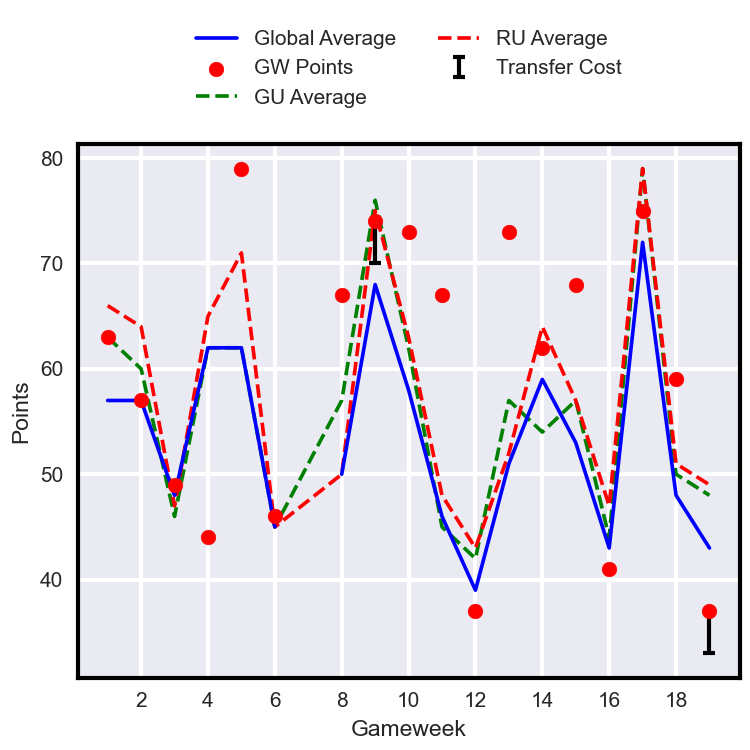 Global Average
GW Points
GU Average
RU Average
Transfer Cost
80
70
60
50
40
Points
2 4 6 8 10 12 14 16 18
Gameweek